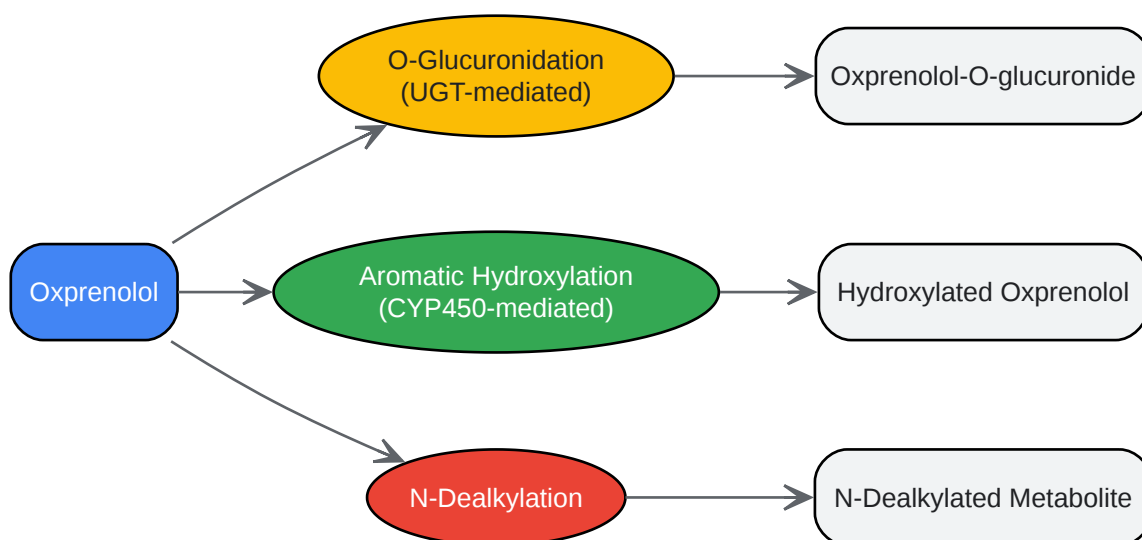 O-Glucuronidation
(UGT-mediated)
Oxprenolol-O-glucuronide
Oxprenolol
Aromatic Hydroxylation
(CYP450-mediated)
Hydroxylated Oxprenolol
N-Dealkylation
N-Dealkylated Metabolite